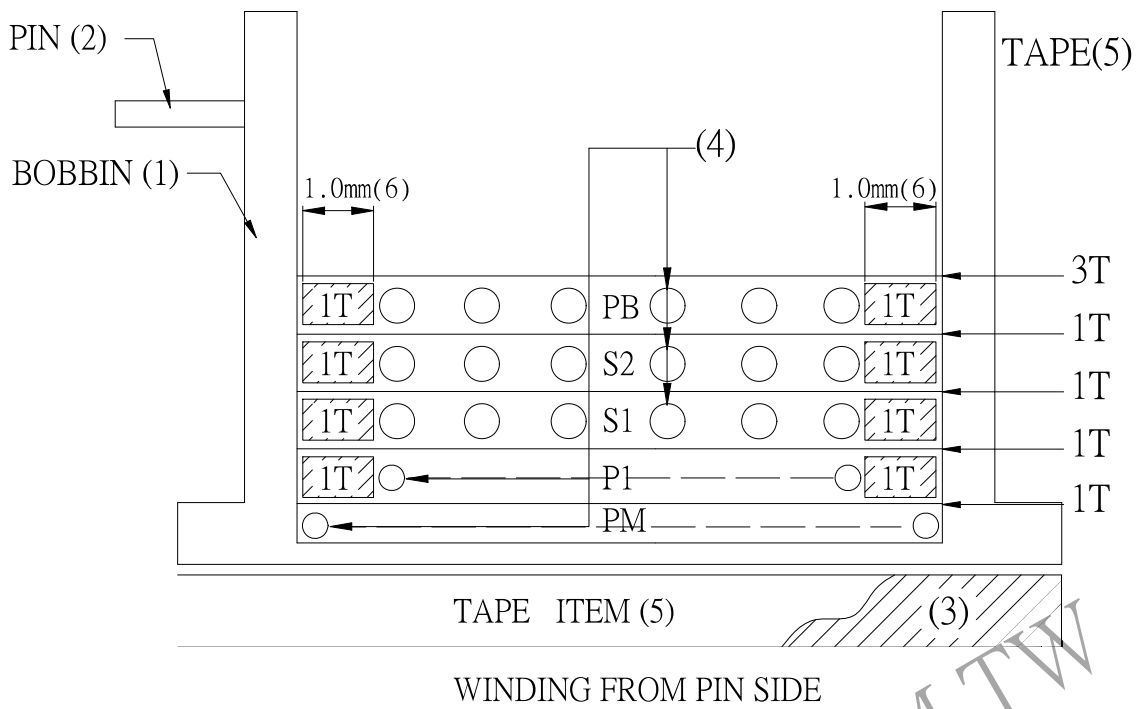 PIN (2)
TAPE(5)
(4)
BOBBIN (1)
1.0mm(6)
1.0mm(6)
3T
1T PB 1T
1T
1T S2 1T
1T
1T S1 1T
1T
1T P1 1T
1T
PM
TAPE ITEM (5)
(3)
WINDING FROM PIN SIDE
TW